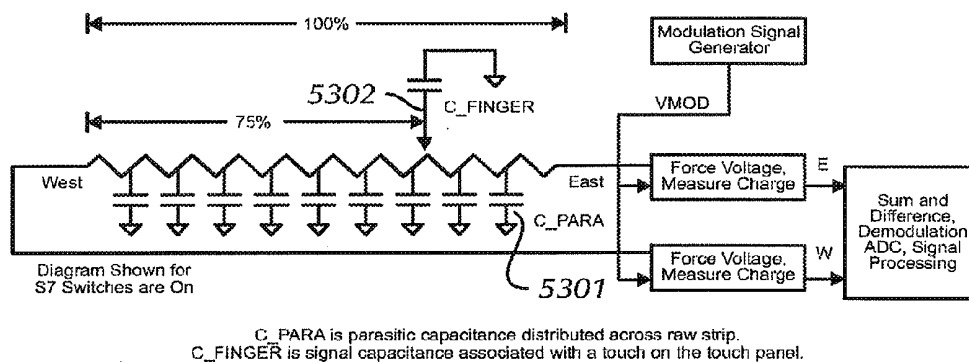 100%
Modulation Signal
Generator
5302
C_FINGER
VMOD
75%
West
East
Force Voltage,
Measure Charge
E
C_PARA
Sum and
Difference,
Demodulation
ADC, Signal
Processing
Force Voltage,
Measure Charge
W
Diagram Shown for
S7 Switches are On
5301
C_PARA is parasitic capacitance distributed across raw strip.
C_FINGER is signal capacitance associated with a touch on the touch panel.